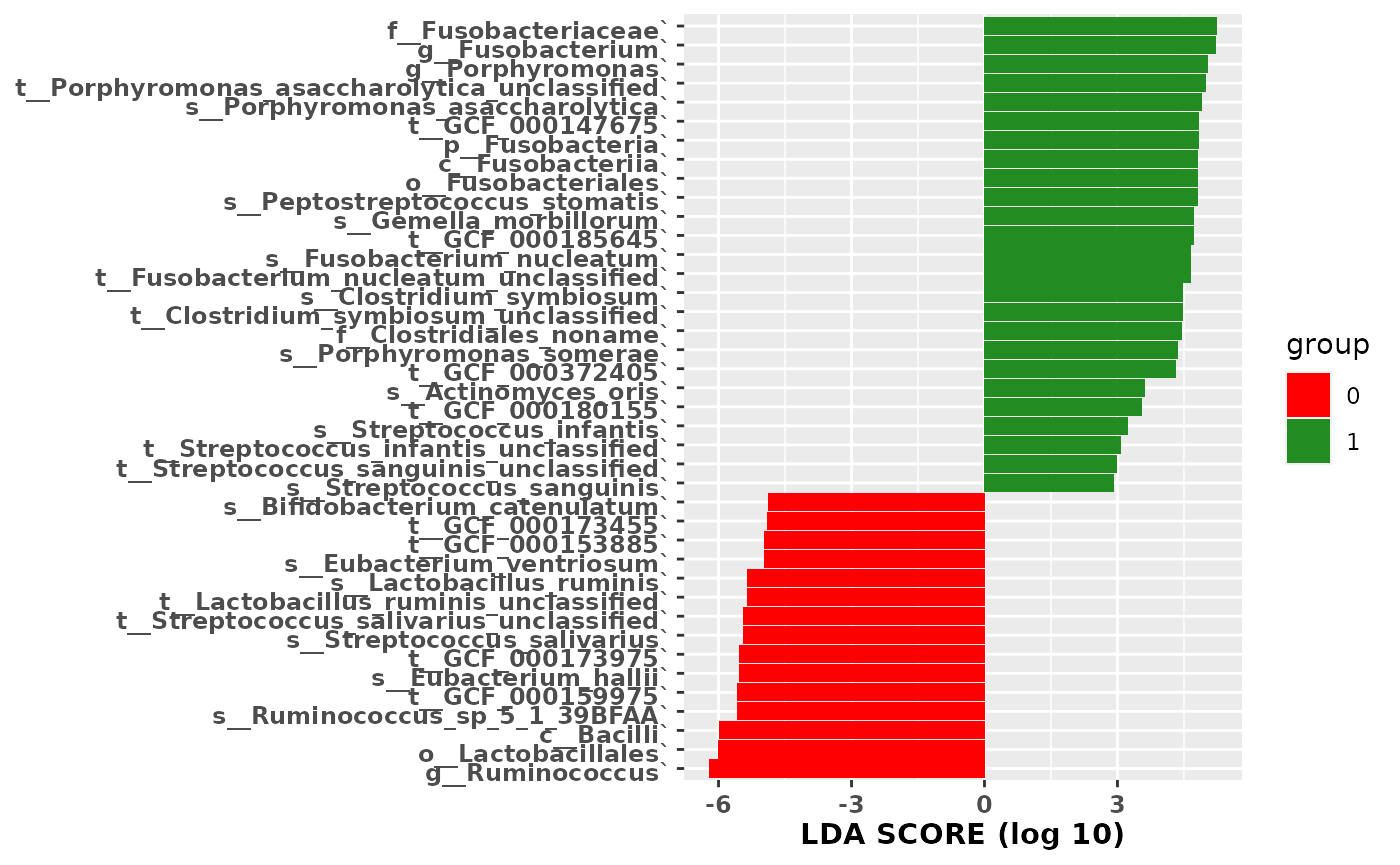 f__Fusobacteriaceae`
g__Fusobacterium`
g__Porphyromonas`
t__Porphyromonas_asaccharolytica_unclassified`
s__Porphyromonas_asaccharolytica`
t__GCF_000147675`
p__Fusobacteria`
c__Fusobacteriia`
o__Fusobacteriales`
s__Peptostreptococcus_stomatis`
s__Gemella_morbillorum`
t__GCF_000185645`
s__Fusobacterium_nucleatum`
t__Fusobacterium_nucleatum_unclassified`
s__Clostridium_symbiosum`
t__Clostridium_symbiosum_unclassified`
f__Clostridiales_noname`
s__Porphyromonas_somerae`
t__GCF_000372405`
s__Actinomyces_oris`
t__GCF_000180155`
s__Streptococcus_infantis`
t__Streptococcus_infantis_unclassified`
t__Streptococcus_sanguinis_unclassified`
s__Streptococcus_sanguinis`
s__Bifidobacterium_catenulatum`
t__GCF_000173455`
t__GCF_000153885`
s__Eubacterium_ventriosum`
s__Lactobacillus_ruminis`
t__Lactobacillus_ruminis_unclassified`
t__Streptococcus_salivarius_unclassified`
s__Streptococcus_salivarius`
t__GCF_000173975`
s__Eubacterium_hallii`
t__GCF_000159975`
s__Ruminococcus_sp_5_1_39BFAA`
c__Bacilli`
o__Lactobacillales`
g__Ruminococcus`
-6 -3 0 3
LDA SCORE (log 10)
group
0
1